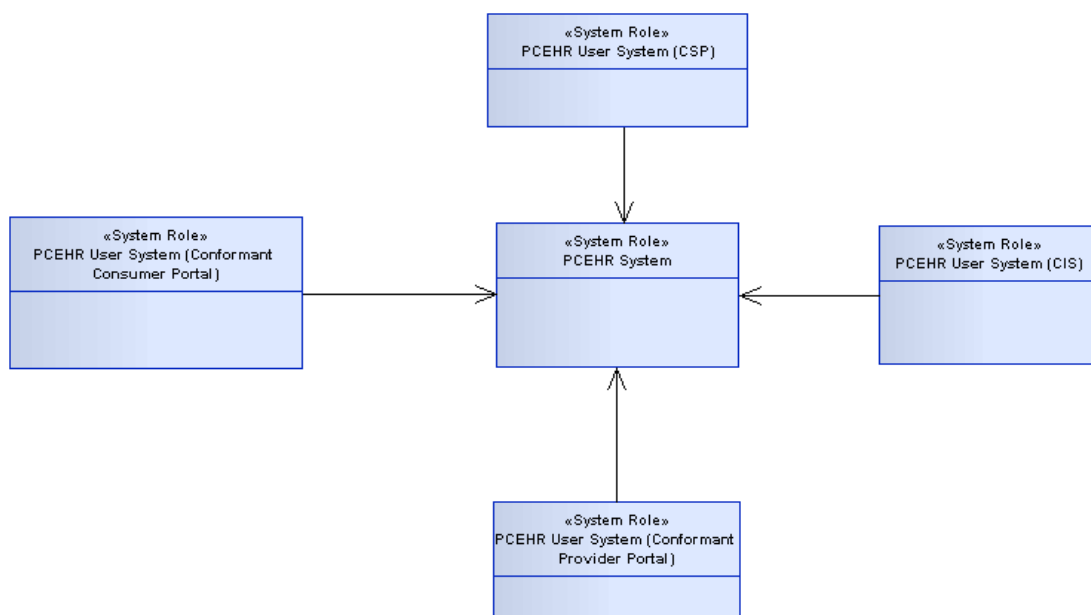 «System Role»
PCEHR User System (CSP)
«System Role»
PCEHR User System (Conformant
Consumer Portal)
«System Role»
PCEHR System
«System Role»
PCEHR User System (CIS)
«System Role»
PCEHR User System (Conformant
Provider Portal)